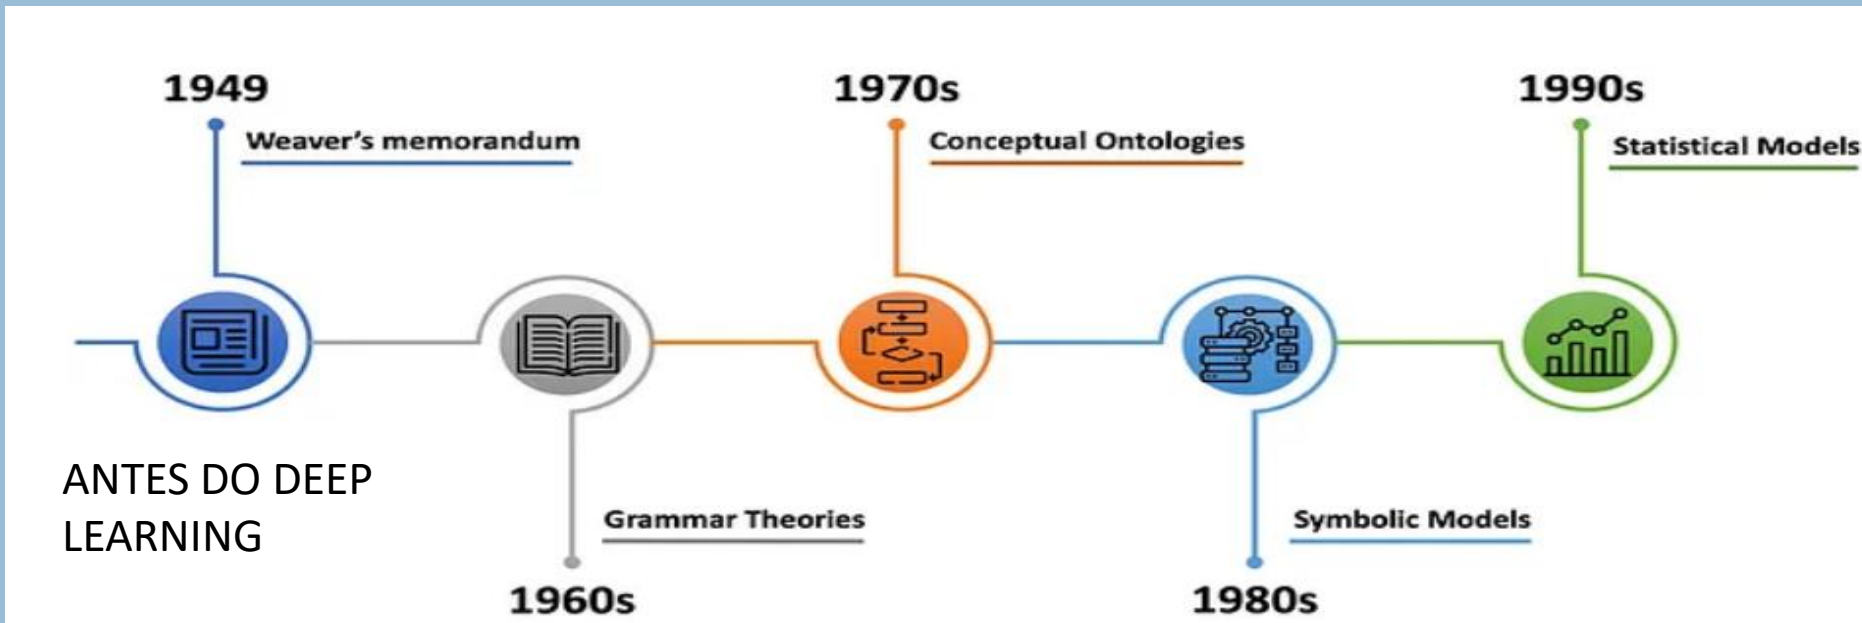 1949
Weaver's memorandum
1970s
Conceptual Ontologies
1990s
Statistical Models
ANTES DO DEEP
LEARNING
Grammar Theories
1960s
Symbolic Models
1980s